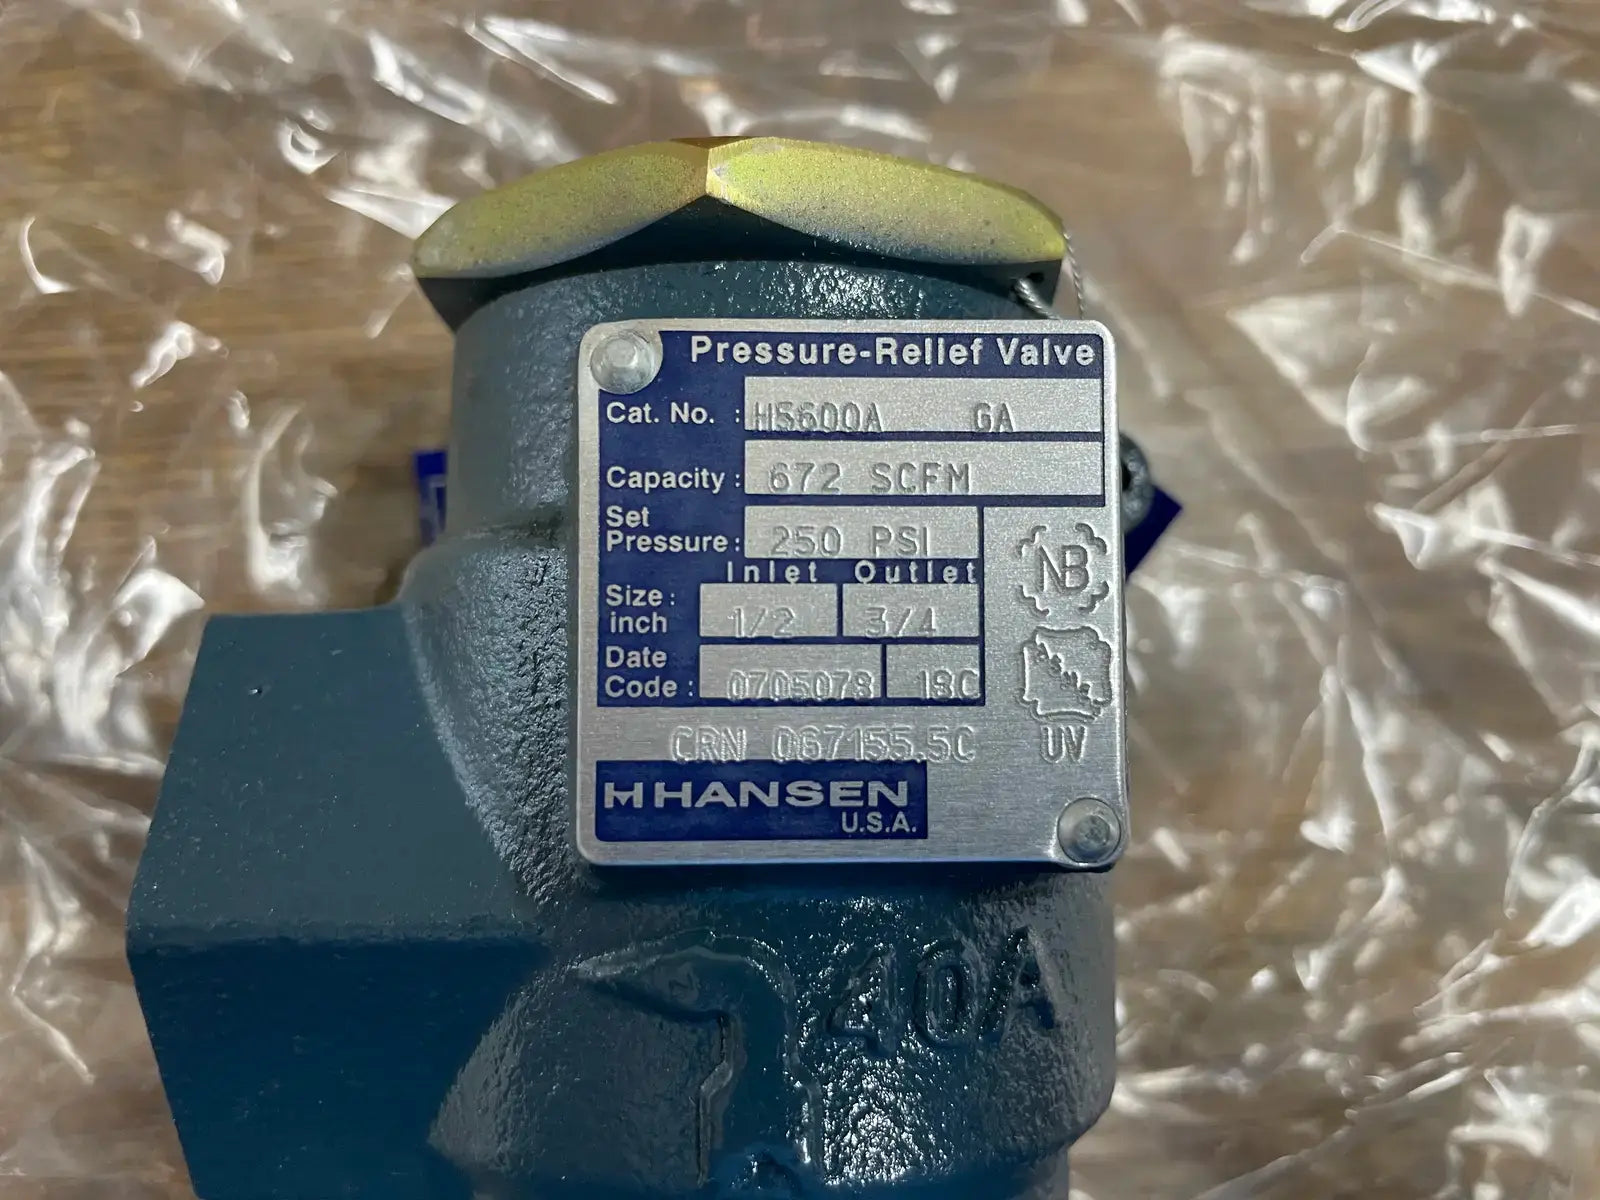 Pressure-Relief Valve
Cat. No. : H5600A GA
Capacity : 672 SCFM
Set
Pressure : 250 PSI
Inlet Outlet
Size :
inch 1/2 3/4
Date
Code : 0705078 18C
NB
UV
CRN 0G7155.5C
HANSEN
U.S.A.
40A